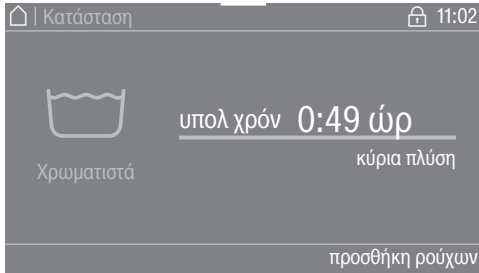 Κατάσταση 11:02
υπολ χρόν 0:49 ώρ
κύρια πλύση
Χρωματιστά
προσθήκη ρούχων